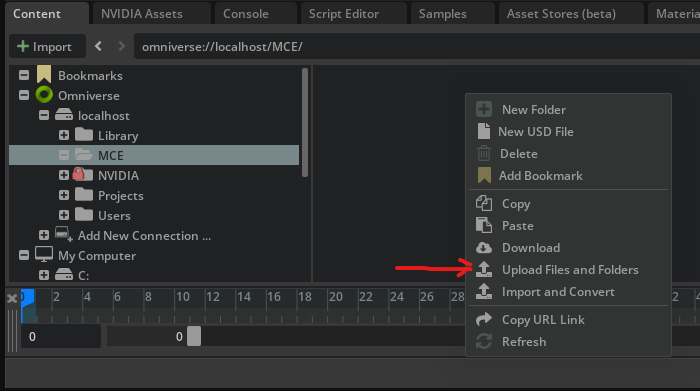 Content NVIDIA Assets Console Script Editor Samples Asset Stores (beta) Materia
Import omniverse://localhost/MCE/
Bookmarks
Omniverse
localhost
Library
MCE
NVIDIA
Projects
Users
Add New Connection ...
My Computer
C:
New Folder
New USD File
Delete
Add Bookmark
Copy
Paste
Download
Upload Files and Folders
Import and Convert
Copy URL Link
Refresh
0 2 4 6 8 10 12 14 16 18 20 22 24 26 28
0 0